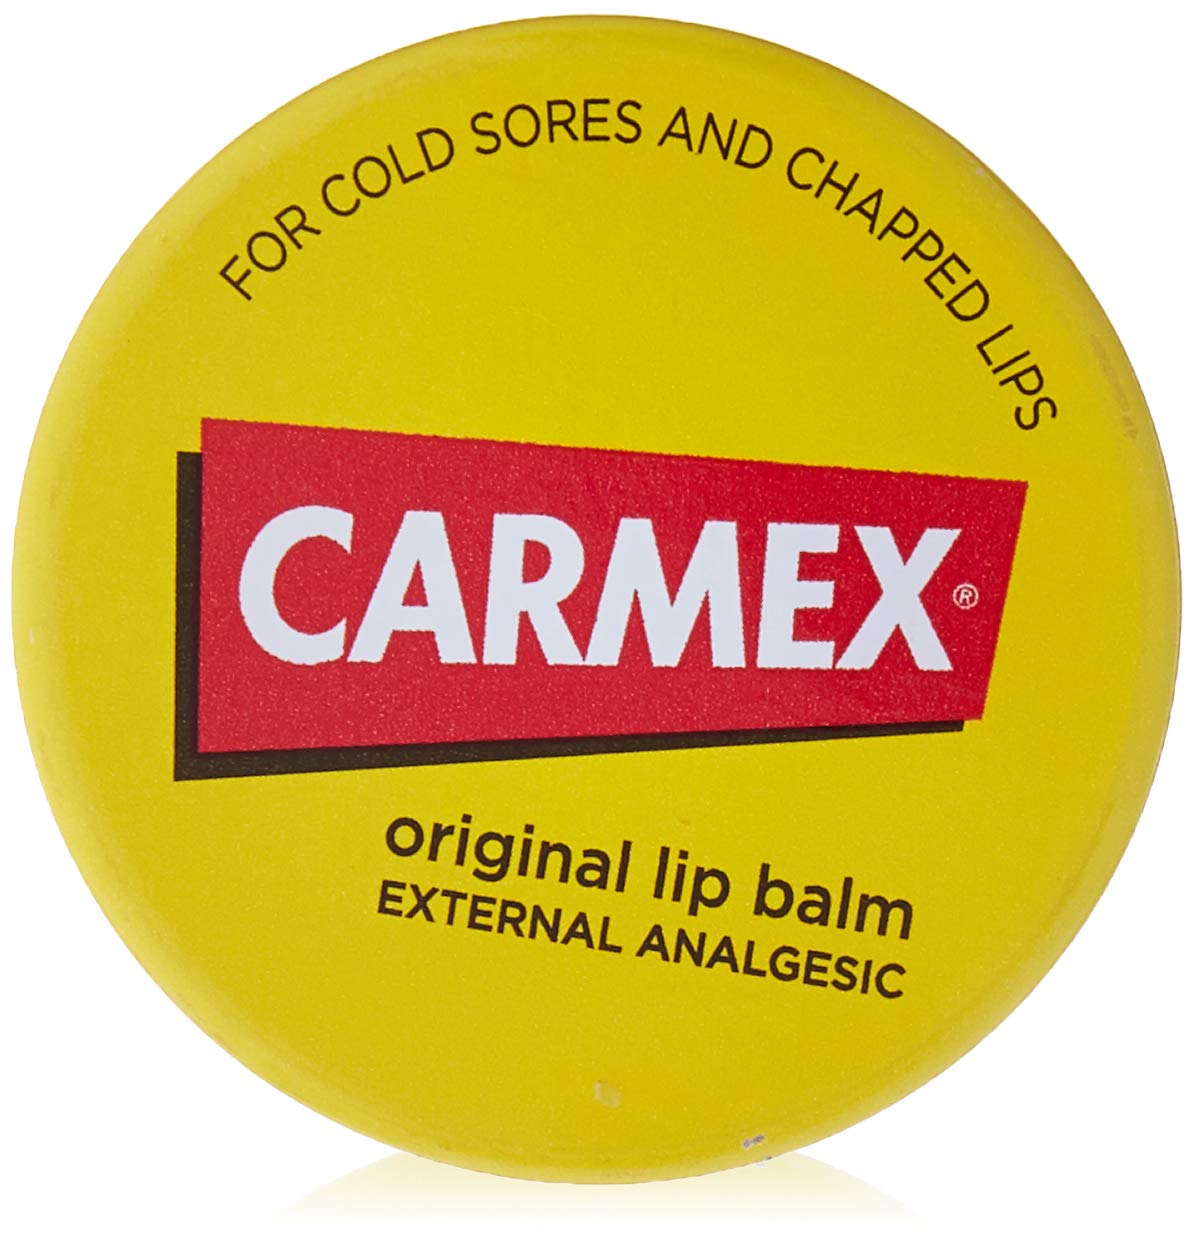 FOR COLD SORES AND CHAPPED LIPS
CARMEX®
original lip balm
EXTERNAL ANALGESIC